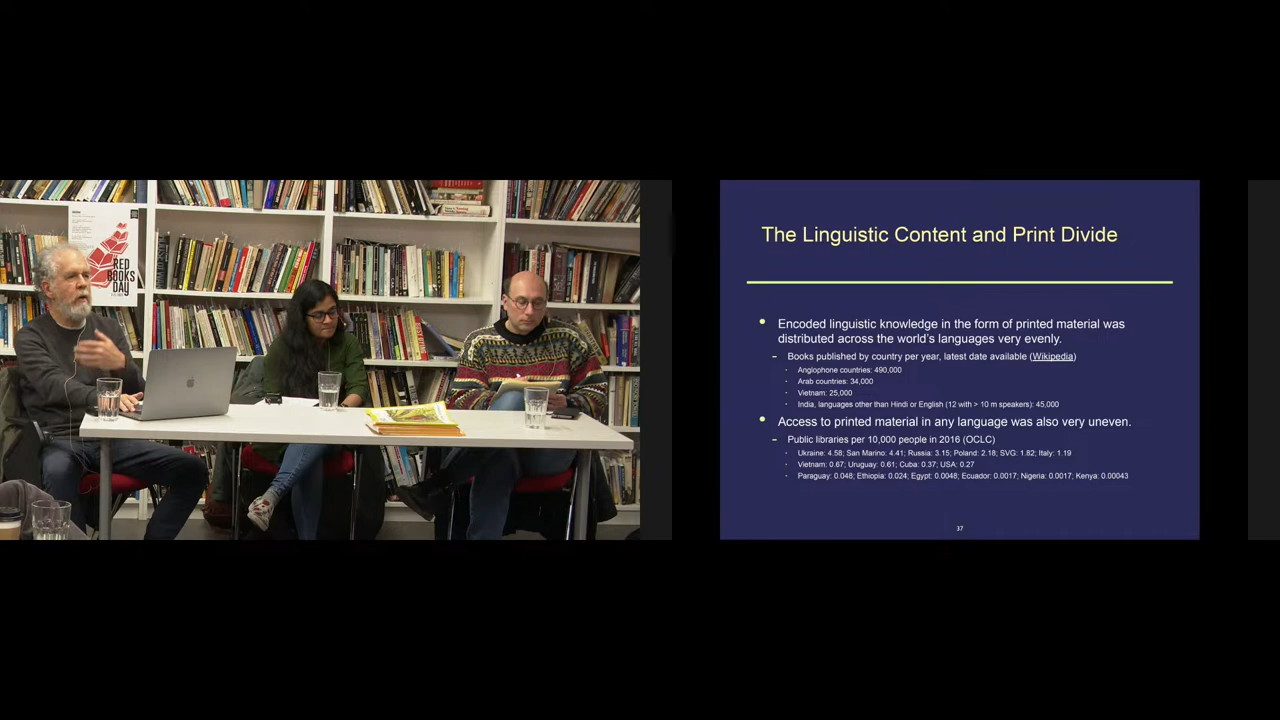 RED
BOOKS
DAY
The Linguistic Content and Print Divide
• Encoded linguistic knowledge in the form of printed material was
distributed across the world's languages very evenly.
– Books published by country per year, latest date available (Wikipedia)
• Anglophone countries: 490,000
• Arab countries: 34,000
• Vietnam: 25,000
• India, languages other than Hindi or English (12 with > 10 m speakers): 45,000
• Access to printed material in any language was also very uneven.
– Public libraries per 10,000 people in 2016 (OCLC)
• Ukraine: 4.58; San Marino: 4.41; Russia: 3.15; Poland: 2.18; SVG: 1.82; Italy: 1.19
• Vietnam: 0.67; Uruguay: 0.61; Cuba: 0.37; USA: 0.27
• Paraguay: 0.048, Ethiopia: 0.024; Egypt: 0.0048; Ecuador: 0.0017; Nigeria: 0.0017; Kenya: 0.00043
37